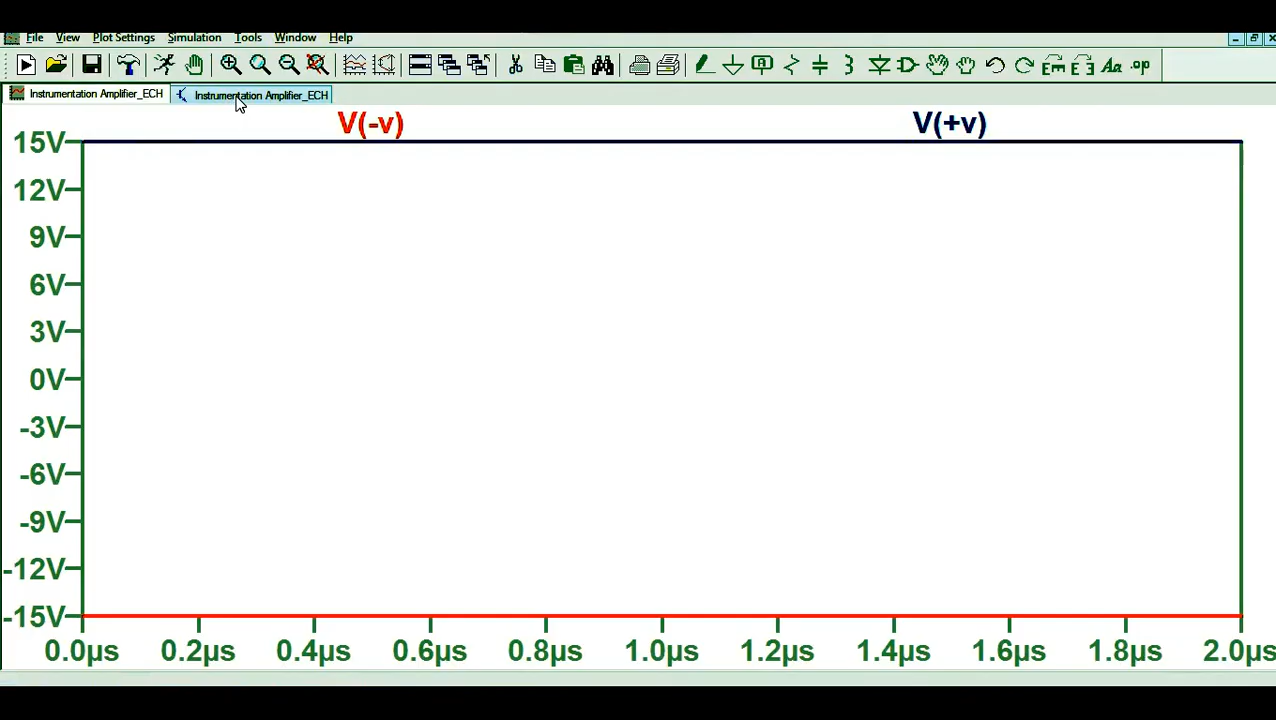 File View Plot Settings Simulation Tools Window Help
Aa .op
Instrumentation Amplifier_ECH Instrumentation Amplifier_ECH
V(-v) V(+v)
15V
12V
9V
6V
3V
0V
-3V
-6V
-9V
-12V
-15V
0.0µs 0.2µs 0.4µs 0.6µs 0.8µs 1.0µs 1.2µs 1.4µs 1.6µs 1.8µs 2.0µs